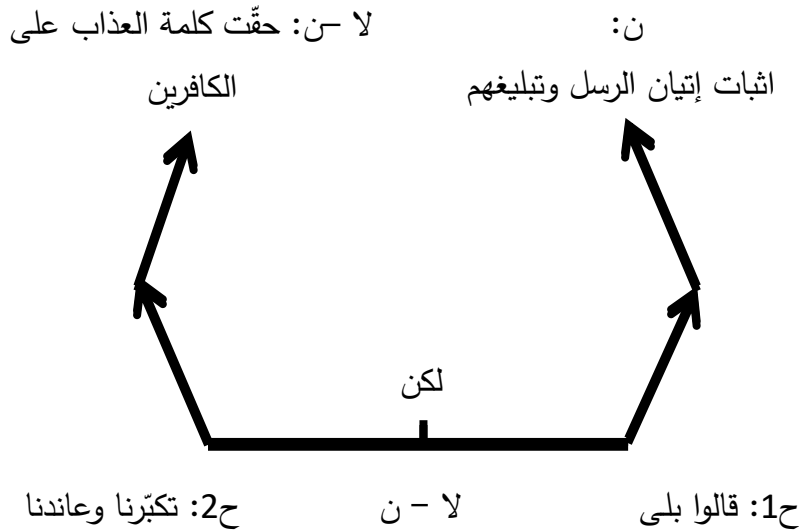 ن: لا –ن: حقّت كلمة العذاب على
اثبات إتيان الرسل وتبليغهم الكافرين
لكن
ح1: قالوا بلى لا – ن ح2: تكبّرنا وعاندنا